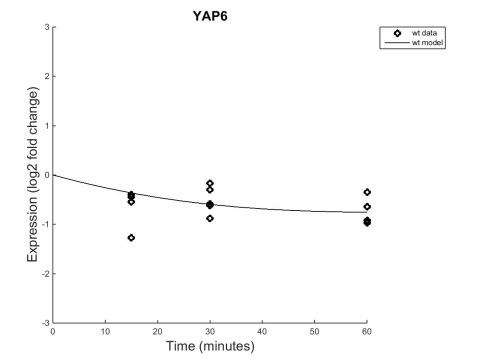 YAP6
wt data
wt model
3
2
1
0
-1
-2
-3
Expression (log2 fold change)
0 10 20 30 40 50 60
Time (minutes)